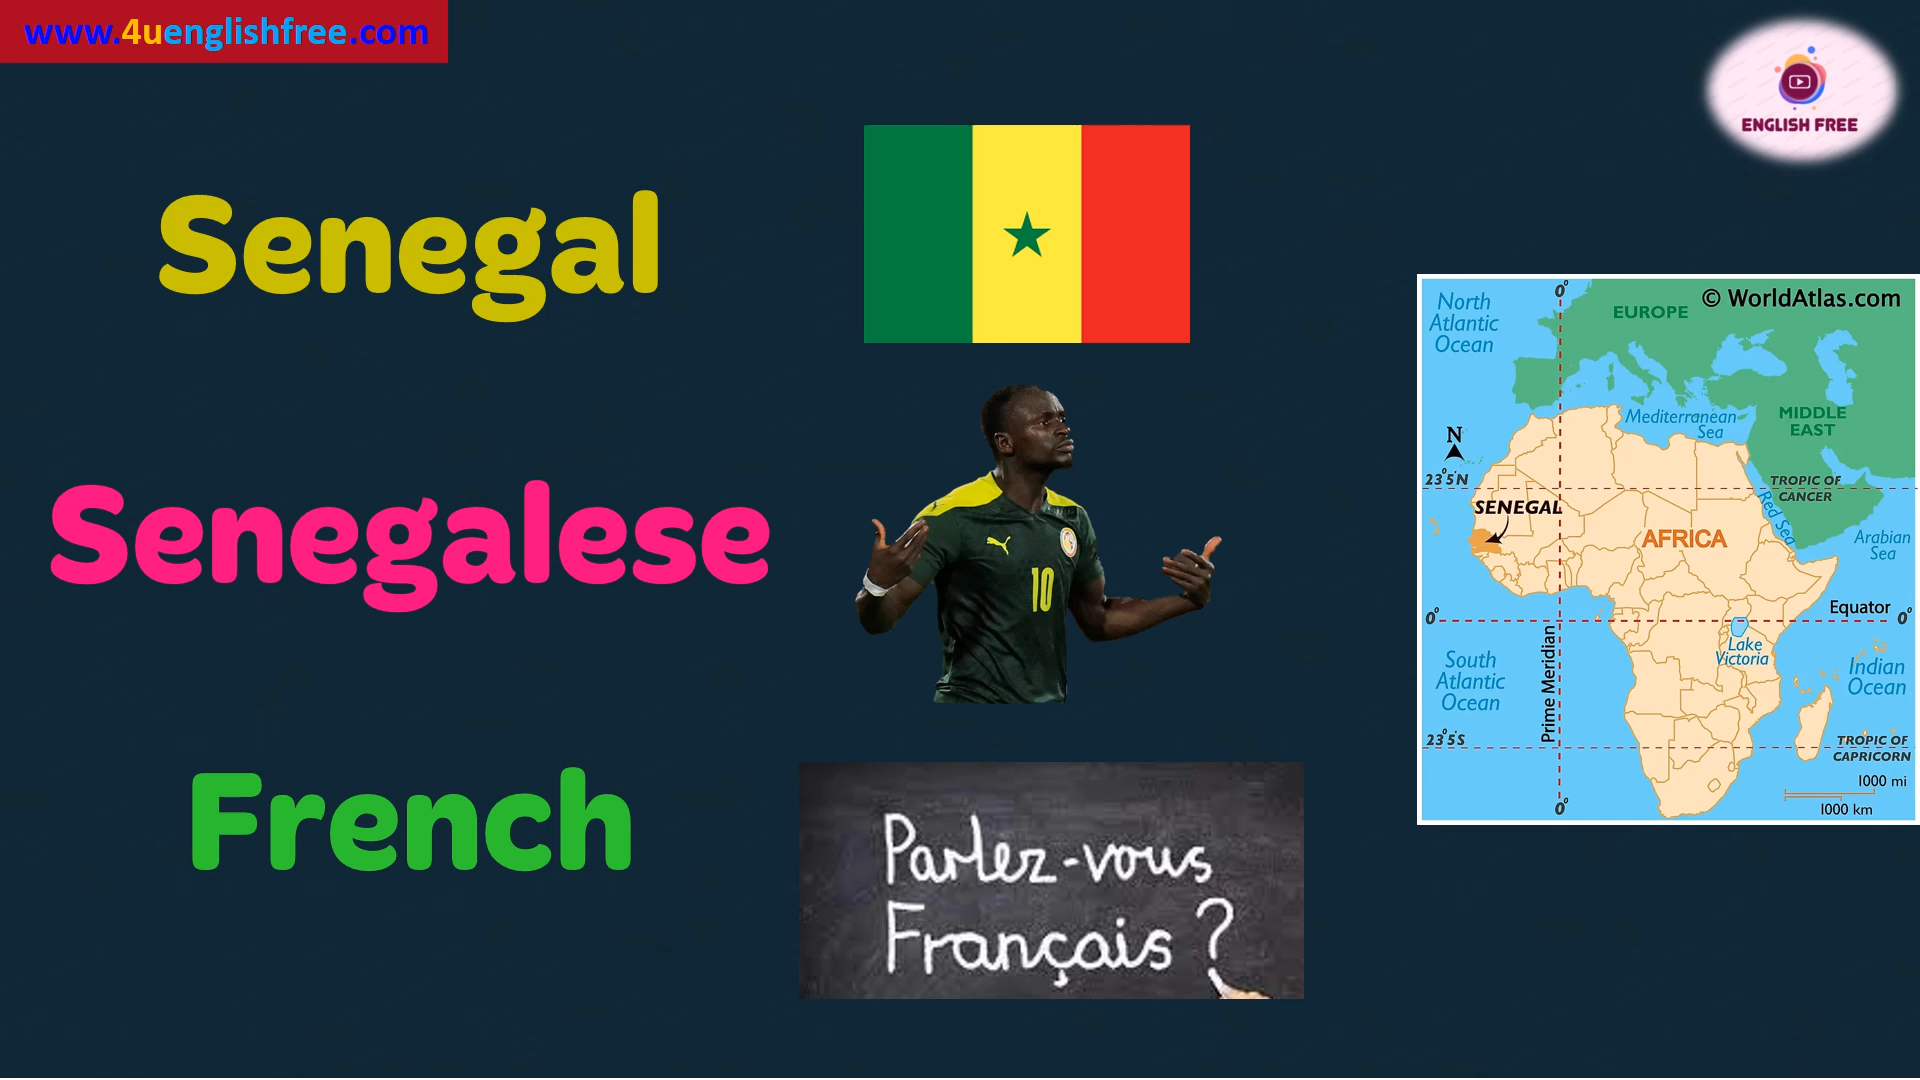 www.4uenglishfree.com
ENGLISH FREE
Senegal
Senegalese
10
French
Parlez-vous
Français ?
© WorldAtlas.com
0°
North
Atlantic
Ocean
EUROPE
Mediterranean
Sea
MIDDLE
EAST
N
23°5'N
TROPIC OF
CANCER
SENEGAL
Red Sea
AFRICA
Arabian
Sea
Equator
0°
0°
Lake
Victoria
Prime Meridian
South
Atlantic
Ocean
Indian
Ocean
23°5'S
TROPIC OF
CAPRICORN
1000 mi
1000 km
0°